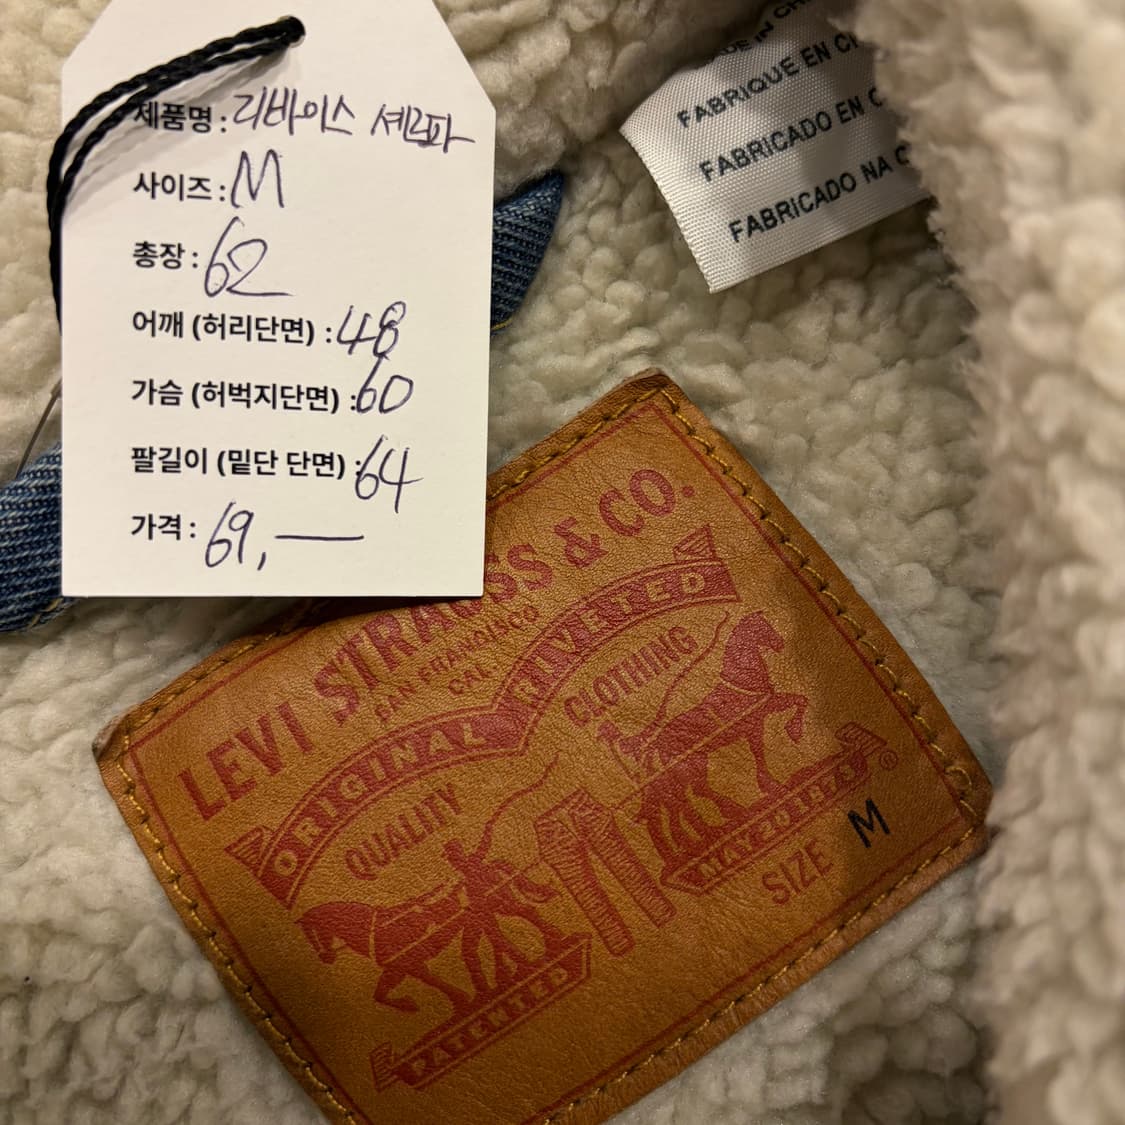 제품명 : 리바이스 셰르파
사이즈 : M
총장 : 62
어깨 (허리단면) : 48
가슴 (허벅지단면) : 60
팔길이 (밑단 단면) : 64
가격 : 69,—
MADE IN
FABRIQUE EN
FABRICADO EN
FABRICADO NA
LEVI STRAUSS & CO.
SAN FRANCISCO
CAL.
ORIGINAL RIVETED
QUALITY CLOTHING
PATENTED MAY 20 1873 ®
SIZE M